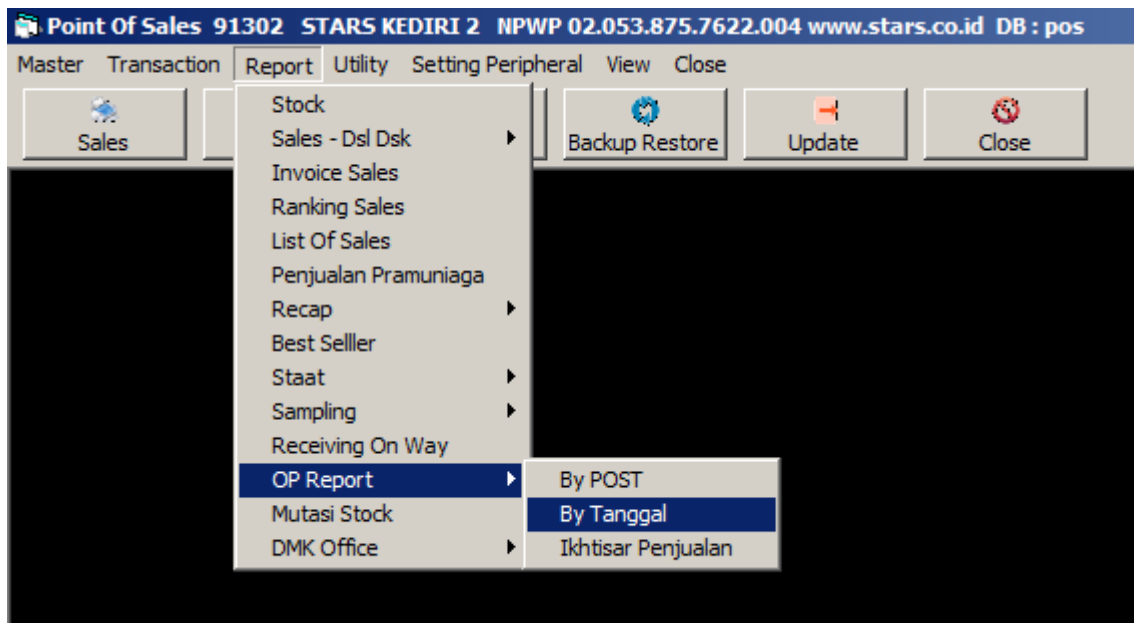 Point Of Sales 91302 STARS KEDIRI 2 NPWP 02.053.875.7622.004 www.stars.co.id DB : pos
Master Transaction Report Utility Setting Peripheral View Close
Sales Backup Restore Update Close
Stock
Sales - Dsl Dsk
Invoice Sales
Ranking Sales
List Of Sales
Penjualan Pramuniaga
Recap
Best Selller
Staat
Sampling
Receiving On Way
OP Report
Mutasi Stock
DMK Office
By POST
By Tanggal
Ikhtisar Penjualan